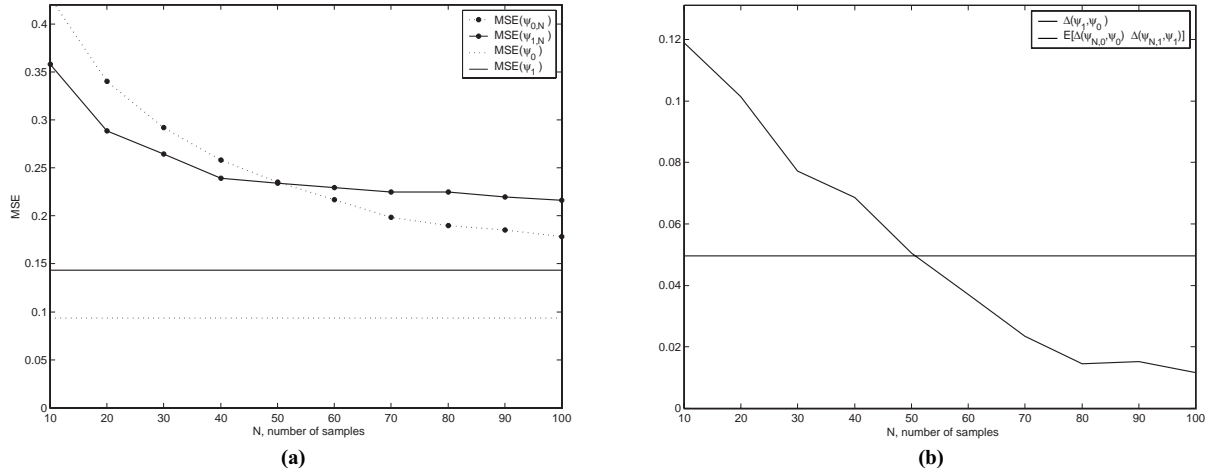 0.4
0.35
0.3
0.25
0.2
0.15
0.1
0.05
0
MSE
10 20 30 40 50 60 70 80 90 100
N, number of samples
MSE(ψ0,N)
MSE(ψ1,N)
MSE(ψ0)
MSE(ψ1)
(a)
0.12
0.1
0.08
0.06
0.04
0.02
0
10 20 30 40 50 60 70 80 90 100
N, number of samples
Δ(ψ1,ψ0)
E[Δ(ψN,0,ψ0) Δ(ψN,1,ψ1)]
(b)